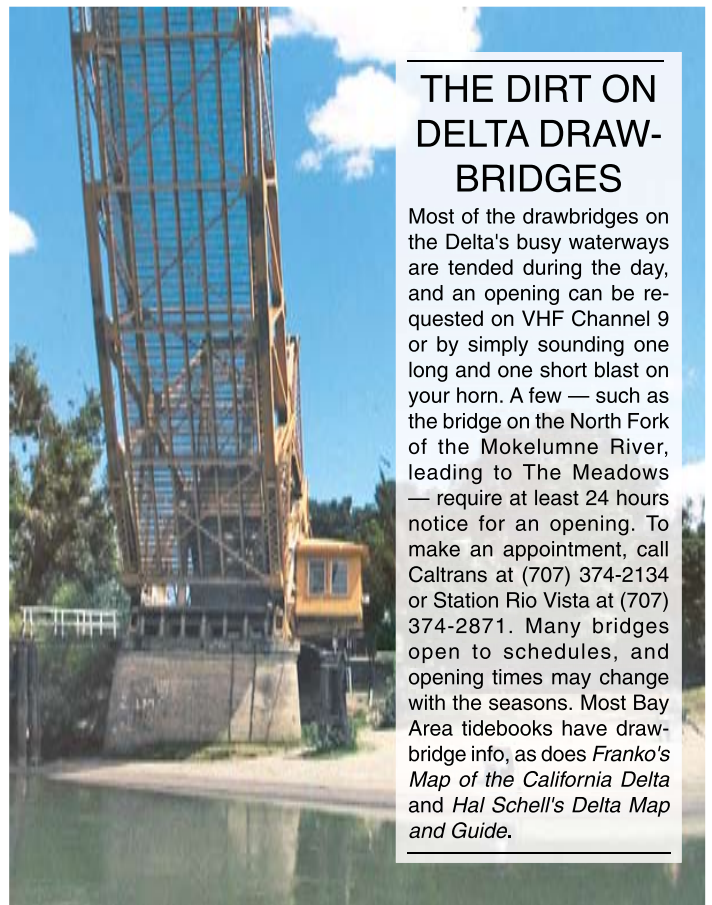 THE DIRT ON
DELTA DRAW-
BRIDGES
Most of the drawbridges on
the Delta's busy waterways
are tended during the day,
and an opening can be re-
quested on VHF Channel 9
or by simply sounding one
long and one short blast on
your horn. A few — such as
the bridge on the North Fork
of the Mokelumne River,
leading to The Meadows
— require at least 24 hours
notice for an opening. To
make an appointment, call
Caltrans at (707) 374-2134
or Station Rio Vista at (707)
374-2871. Many bridges
open to schedules, and
opening times may change
with the seasons. Most Bay
Area tidebooks have draw-
bridge info, as does Franko's
Map of the California Delta
and Hal Schell's Delta Map
and Guide.